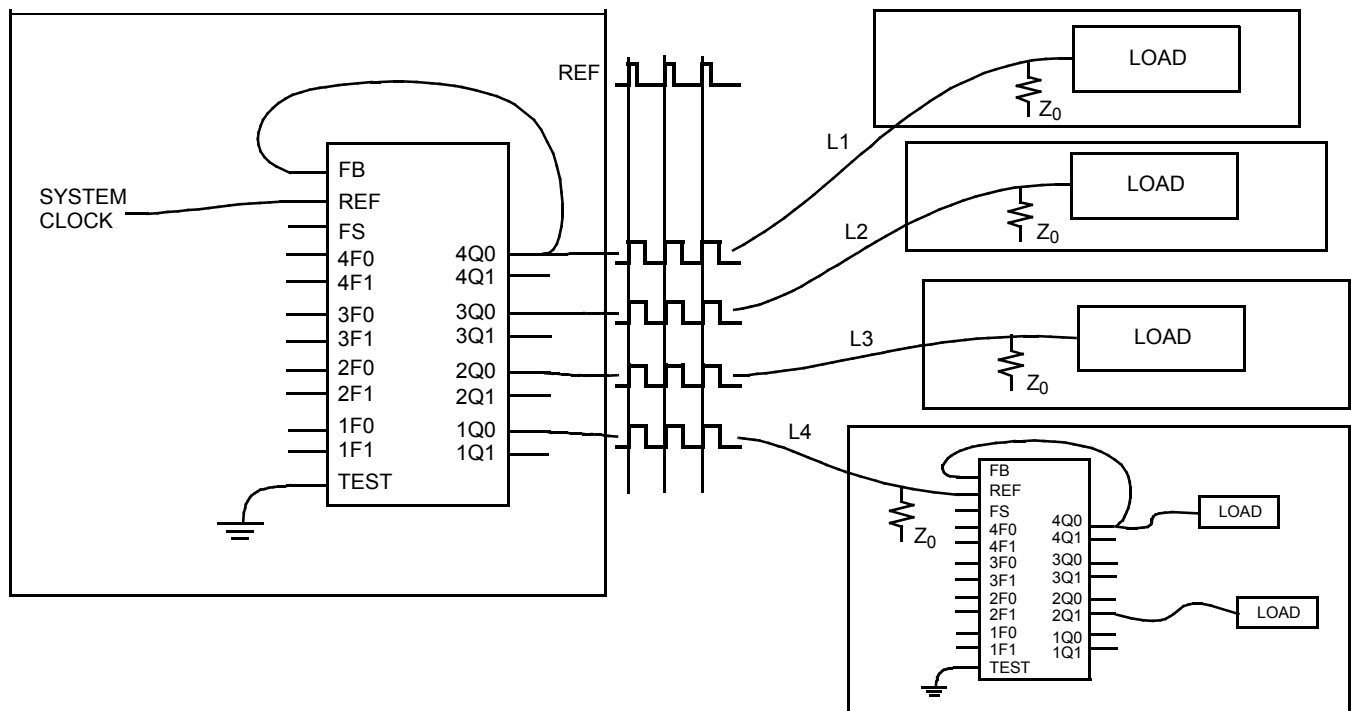 SYSTEM
CLOCK
FB
REF
FS
4F0
4F1
3F0
3F1
2F0
2F1
1F0
1F1
TEST
4Q0
4Q1
3Q0
3Q1
2Q0
2Q1
1Q0
1Q1
REF
L1
L2
L3
L4
LOAD
Z0
LOAD
Z0
LOAD
Z0
Z0
FB
REF
FS
4F0
4F1
3F0
3F1
2F0
2F1
1F0
1F1
TEST
4Q0
4Q1
3Q0
3Q1
2Q0
2Q1
1Q0
1Q1
LOAD
LOAD